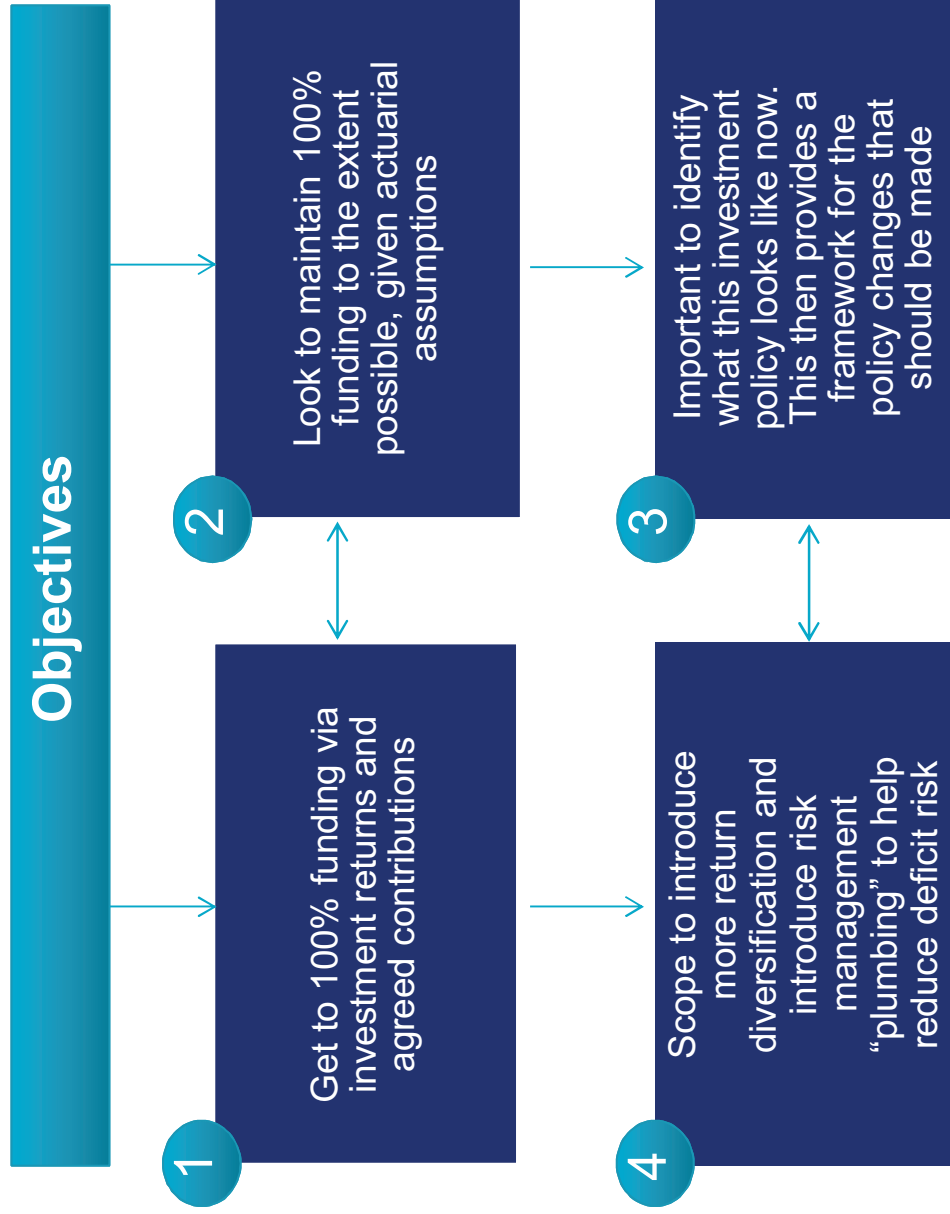 Objectives
1
Get to 100% funding via
investment returns and
agreed contributions
2
Look to maintain 100%
funding to the extent
possible, given actuarial
assumptions
3
Important to identify
what this investment
policy looks like now.
This then provides a
framework for the
policy changes that
should be made
4
Scope to introduce
more return
diversification and
introduce risk
management
“plumbing” to help
reduce deficit risk